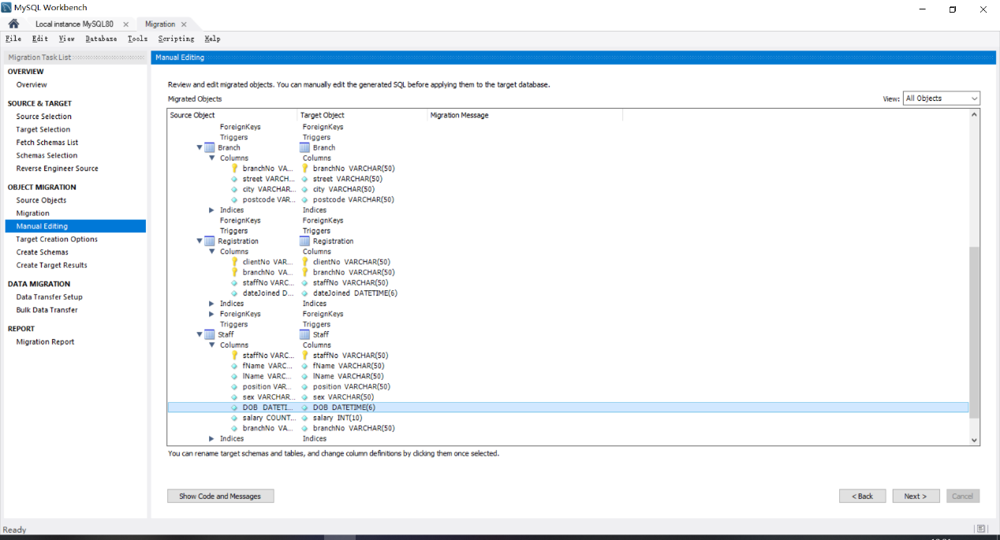 MySQL Workbench
Local instance MySQL80 Migration
File Edit View Database Tools Scripting Help
Migration Task List
OVERVIEW
Overview
SOURCE & TARGET
Source Selection
Target Selection
Fetch Schemas List
Schemas Selection
Reverse Engineer Source
OBJECT MIGRATION
Source Objects
Migration
Manual Editing
Target Creation Options
Create Schemas
Create Target Results
DATA MIGRATION
Data Transfer Setup
Bulk Data Transfer
REPORT
Migration Report
Manual Editing
Review and edit migrated objects. You can manually edit the generated SQL before applying them to the target database.
Migrated Objects View: All Objects
Source Object Target Object Migration Message
ForeignKeys ForeignKeys
Triggers Triggers
Branch Branch
Columns Columns
branchNo VA... branchNo VARCHAR(50)
street VARCH... street VARCHAR(50)
city VARCHAR... city VARCHAR(50)
postcode VAR... postcode VARCHAR(50)
Indices Indices
ForeignKeys ForeignKeys
Triggers Triggers
Registration Registration
Columns Columns
clientNo VAR... clientNo VARCHAR(50)
branchNo VA... branchNo VARCHAR(50)
staffNo VARC... staffNo VARCHAR(50)
dateJoined D... dateJoined DATETIME(6)
Indices Indices
ForeignKeys ForeignKeys
Triggers Triggers
Staff Staff
Columns Columns
staffNo VARC... staffNo VARCHAR(50)
fName VARC... fName VARCHAR(50)
lName VARC... lName VARCHAR(50)
position VAR... position VARCHAR(50)
sex VARCHAR... sex VARCHAR(50)
DOB DATETI... DOB DATETIME(6)
salary COUNT... salary INT(10)
branchNo VA... branchNo VARCHAR(50)
Indices Indices
You can rename target schemas and tables, and change column definitions by clicking them once selected.
Show Code and Messages < Back Next > Cancel
Ready